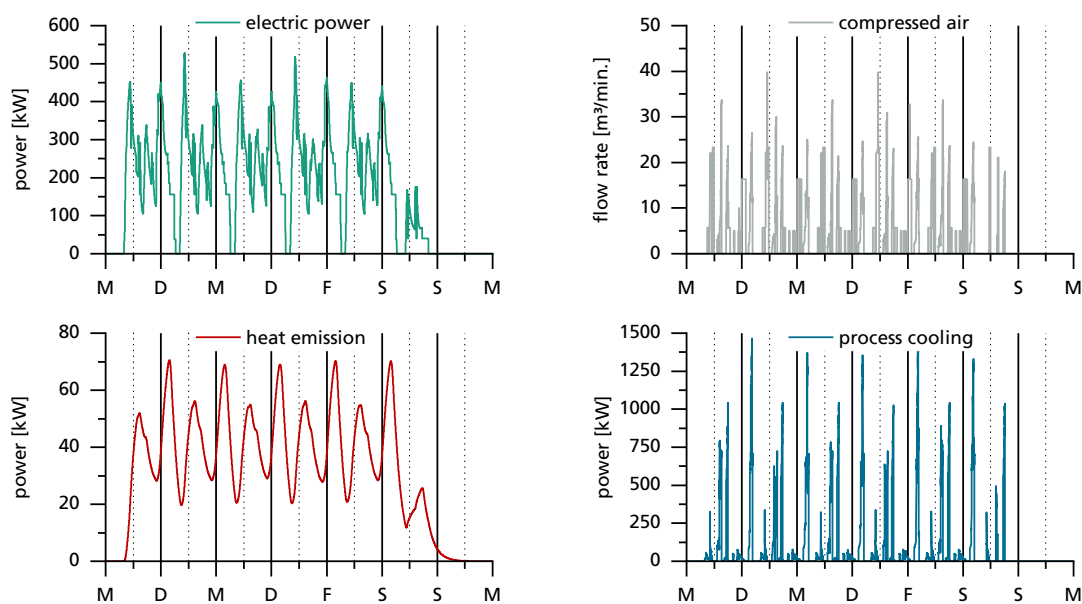 electric power
600
500
400
300
200
100
0
power [kW]
M D M D F S S M
compressed air
50
40
30
20
10
0
flow rate [m³/min.]
M D M D F S S M
heat emission
80
60
40
20
0
power [kW]
M D M D F S S M
process cooling
1500
1250
1000
750
500
250
0
power [kW]
M D M D F S S M